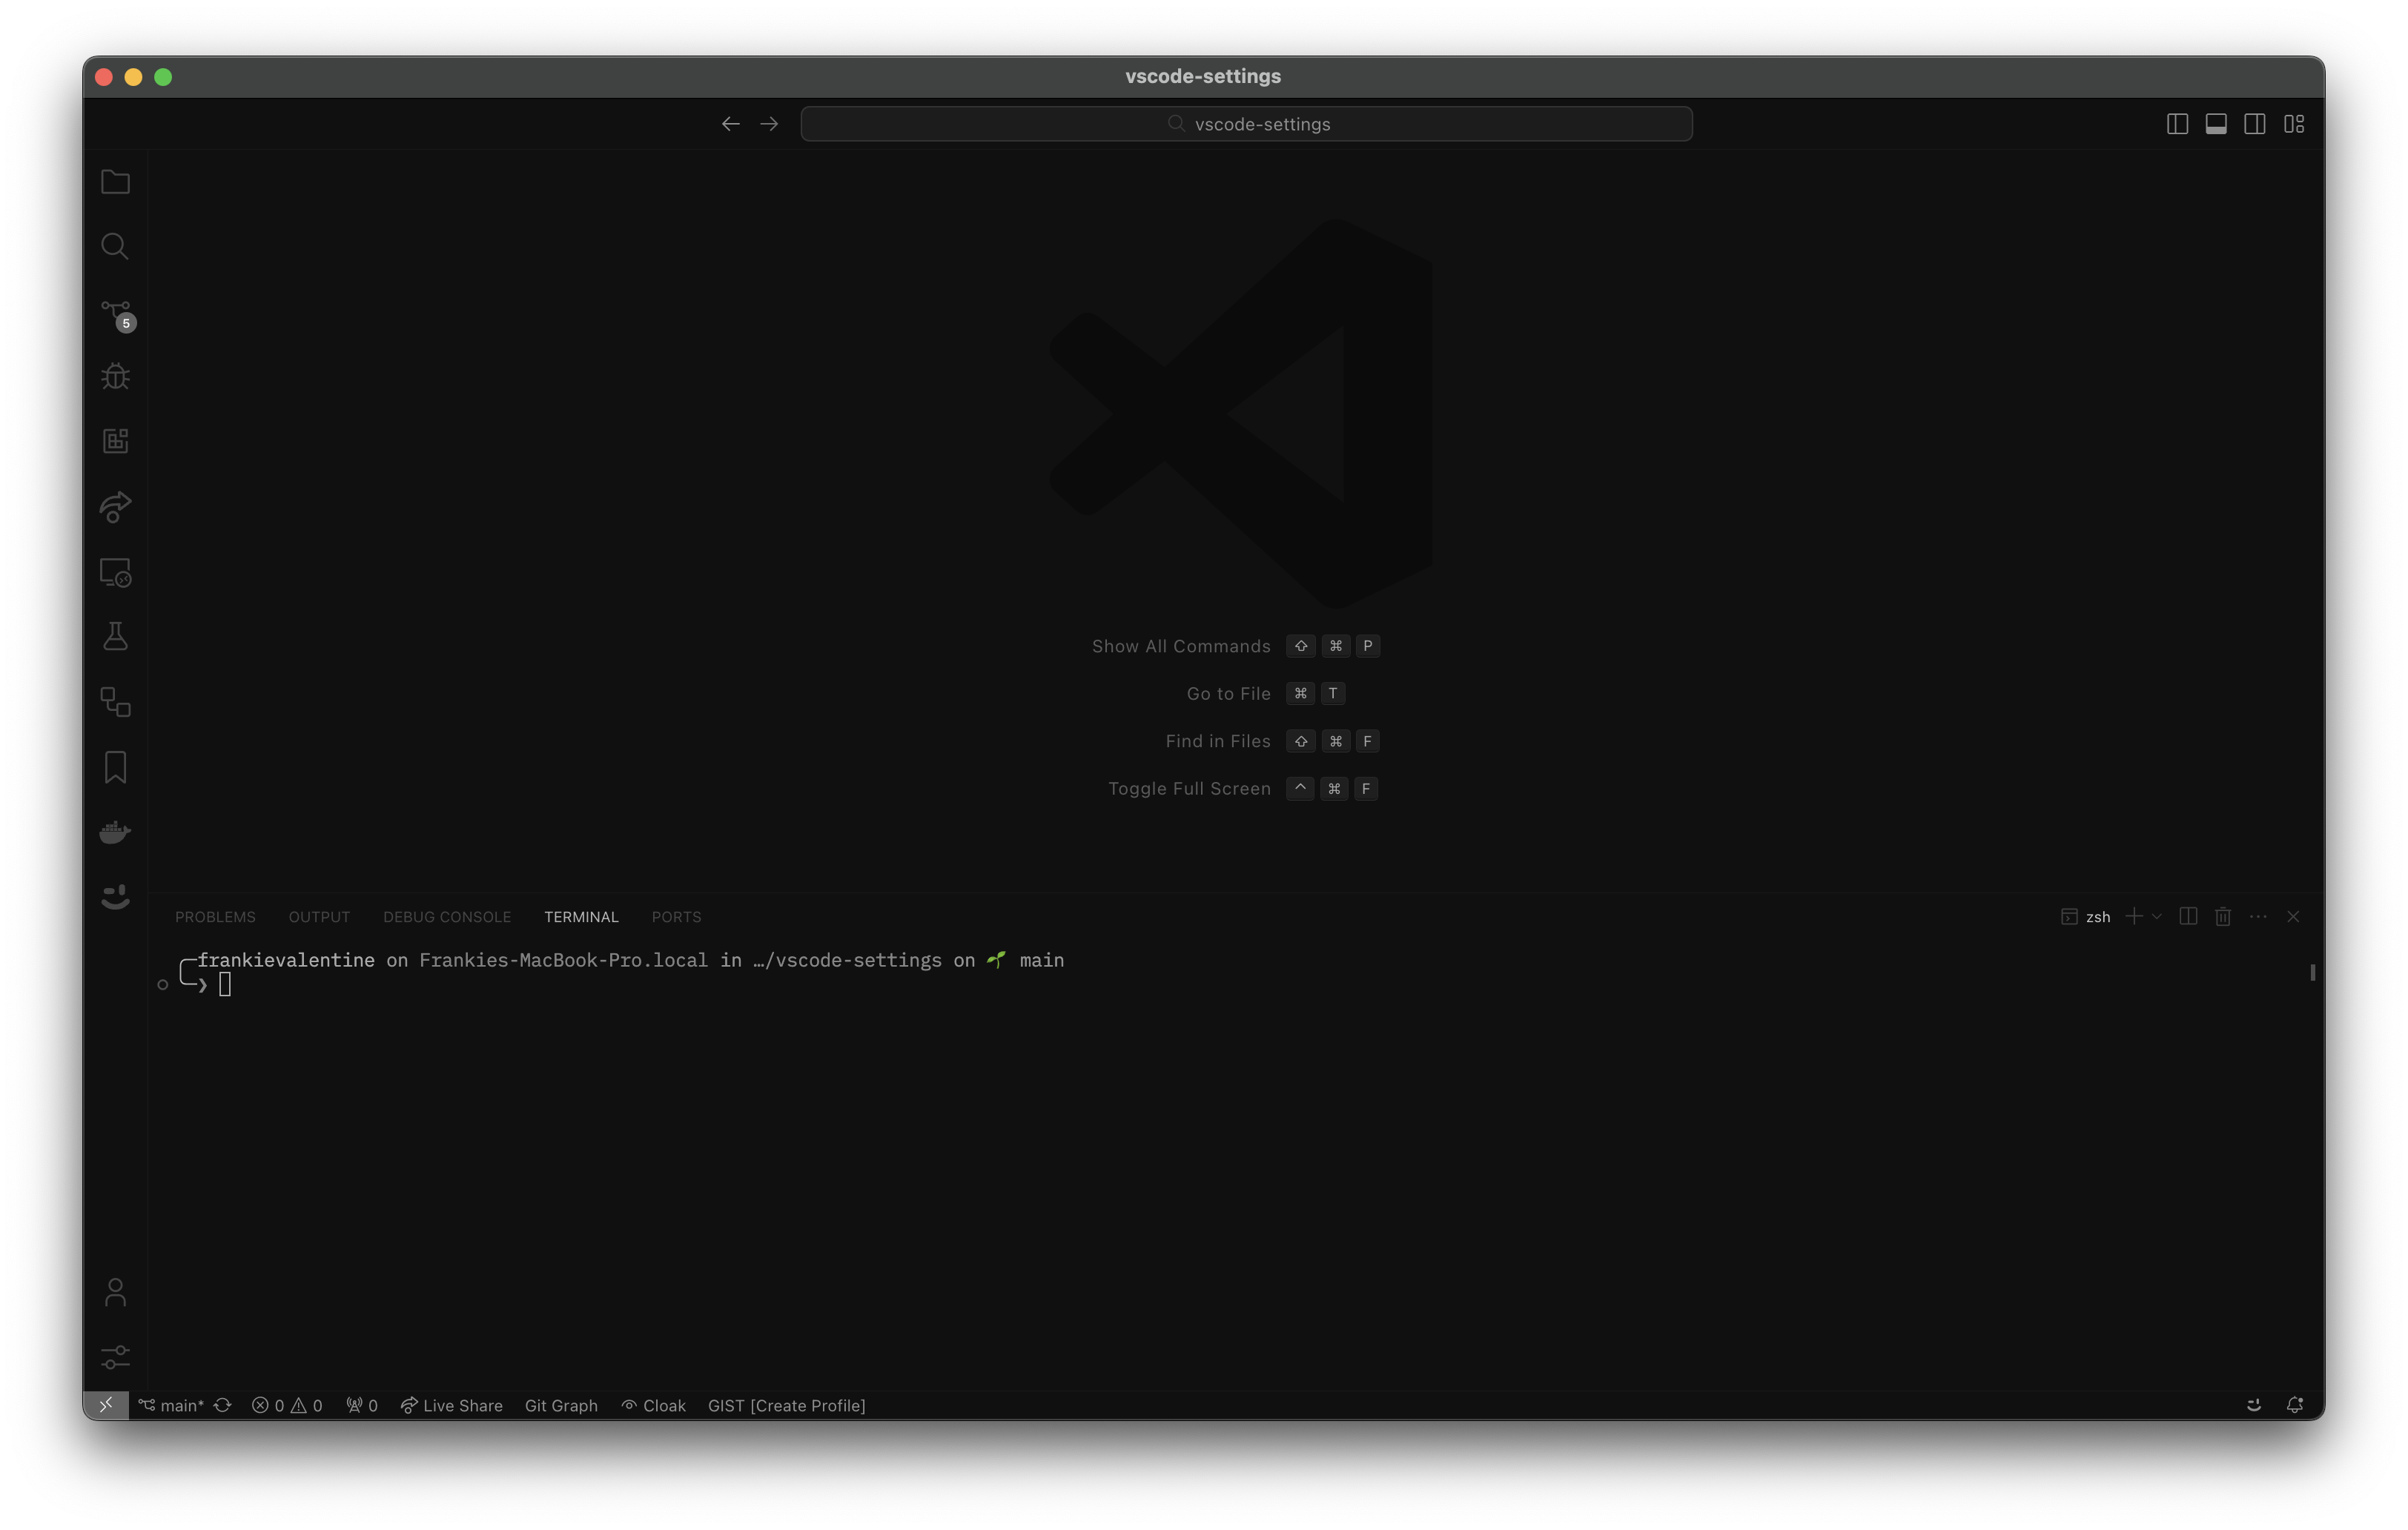 vscode-settings
vscode-settings
5
Show All Commands ⇧ ⌘ P
Go to File ⌘ T
Find in Files ⇧ ⌘ F
Toggle Full Screen ^ ⌘ F
PROBLEMS OUTPUT DEBUG CONSOLE TERMINAL PORTS zsh
frankievalentine on Frankies-MacBook-Pro.local in …/vscode-settings on 🌱 main
❯
main* 0 0 0 Live Share Git Graph Cloak GIST [Create Profile]